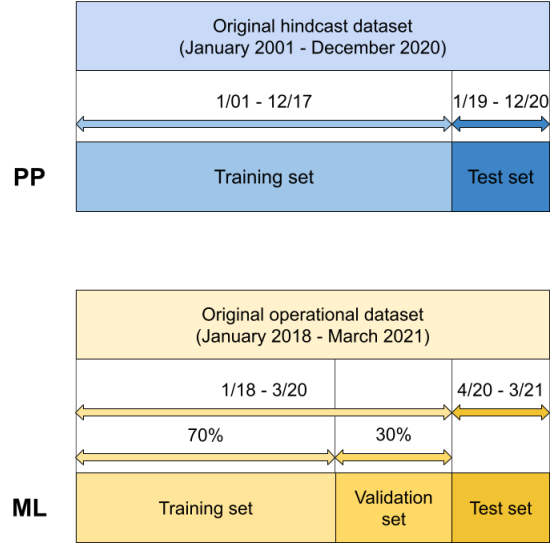 Original hindcast dataset
(January 2001 - December 2020)
1/01 - 12/17
1/19 - 12/20
PP
Training set
Test set
Original operational dataset
(January 2018 - March 2021)
1/18 - 3/20
4/20 - 3/21
70%
30%
ML
Training set
Validation
set
Test set